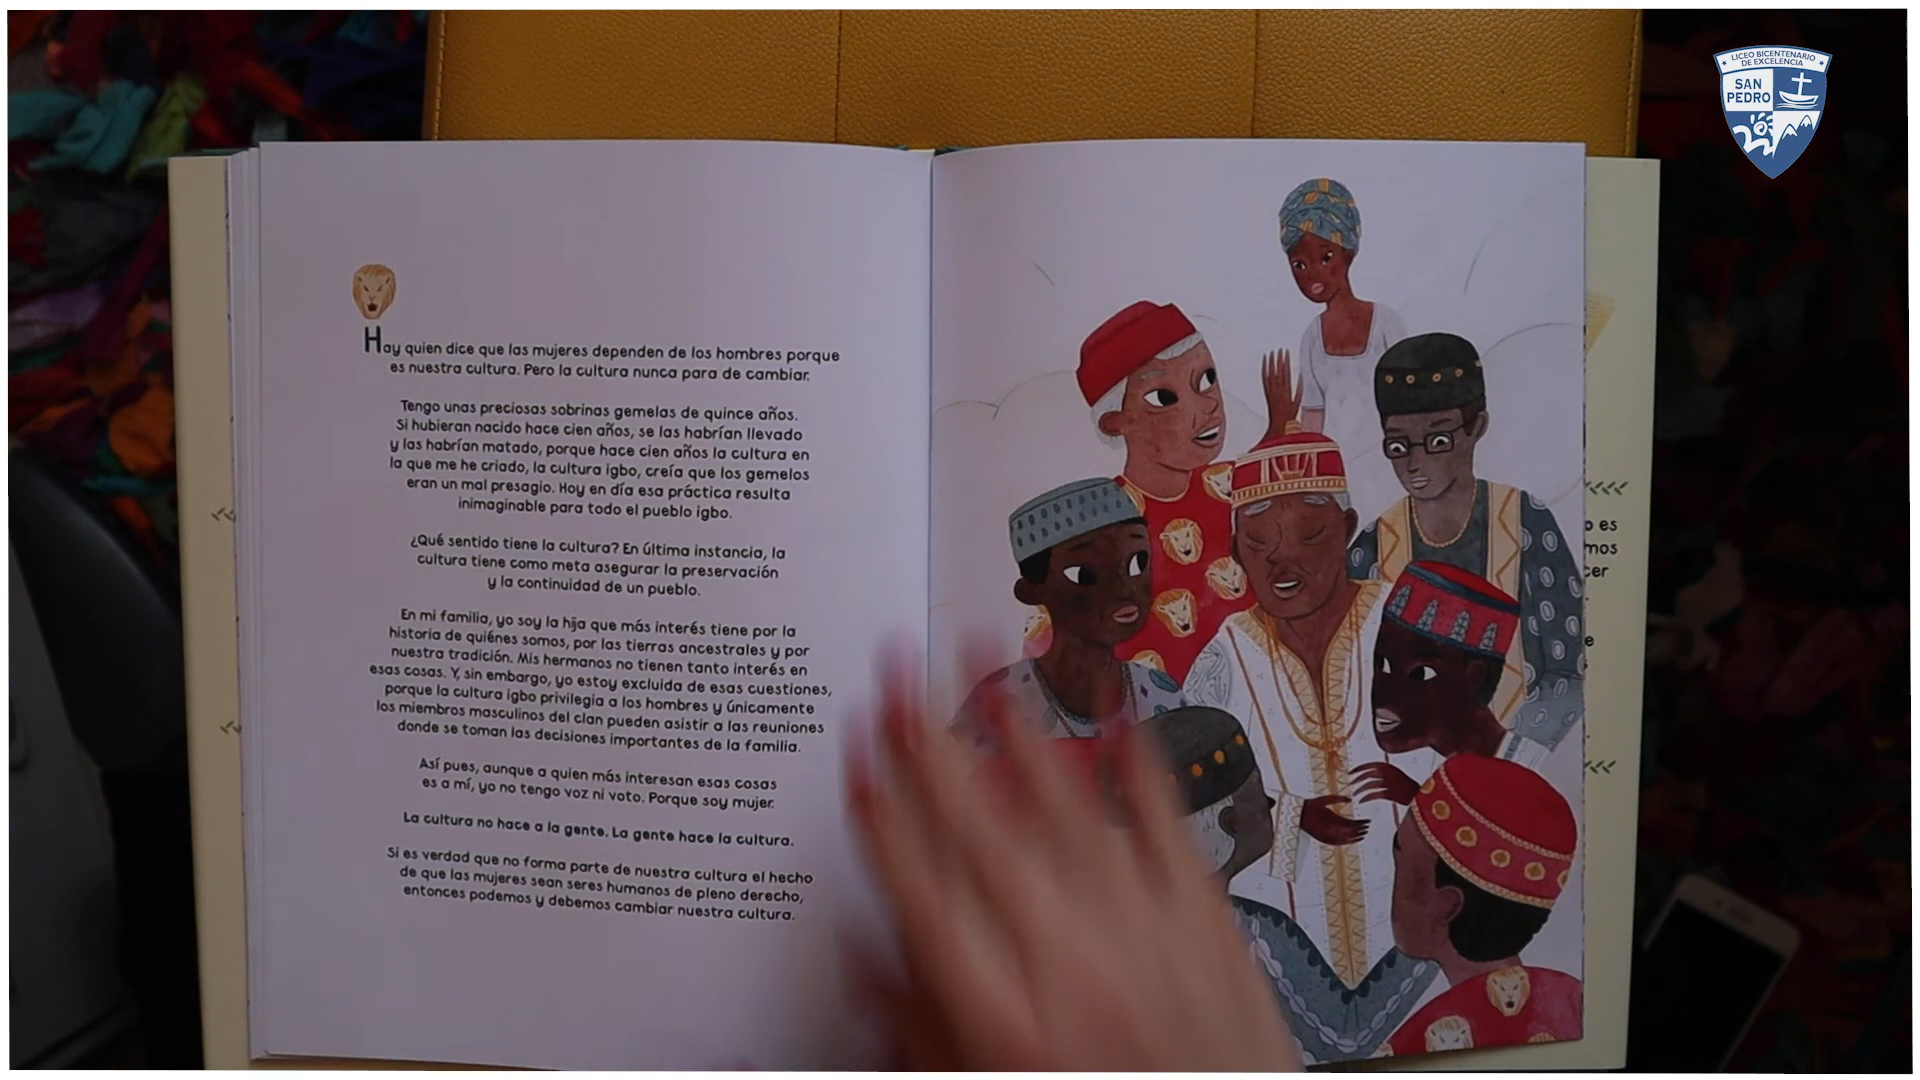 Hay quien dice que las mujeres dependen de los hombres porque
es nuestra cultura. Pero la cultura nunca para de cambiar.
Tengo unas preciosas sobrinas gemelas de quince años.
Si hubieran nacido hace cien años, se las habrían llevado
y las habrían matado, porque hace cien años la cultura en
la que me he criado, la cultura igbo, creía que los gemelos
eran un mal presagio. Hoy en día esa práctica resulta
inimaginable para todo el pueblo igbo.
¿Qué sentido tiene la cultura? En última instancia, la
cultura tiene como meta asegurar la preservación
y la continuidad de un pueblo.
En mi familia, yo soy la hija que más interés tiene por la
historia de quiénes somos, por las tierras ancestrales y por
nuestra tradición. Mis hermanos no tienen tanto interés en
esas cosas. Y, sin embargo, yo estoy excluida de esas cuestiones,
porque la cultura igbo privilegia a los hombres y únicamente
los miembros masculinos del clan pueden asistir a las reuniones
donde se toman las decisiones importantes de la familia.
Así pues, aunque a quien más interesan esas cosas
es a mí, yo no tengo voz ni voto. Porque soy mujer.
La cultura no hace a la gente. La gente hace la cultura.
Si es verdad que no forma parte de nuestra cultura el hecho
de que las mujeres sean seres humanos de pleno derecho,
entonces podemos y debemos cambiar nuestra cultura.
LICEO BICENTENARIO
DE EXCELENCIA
SAN
PEDRO
es